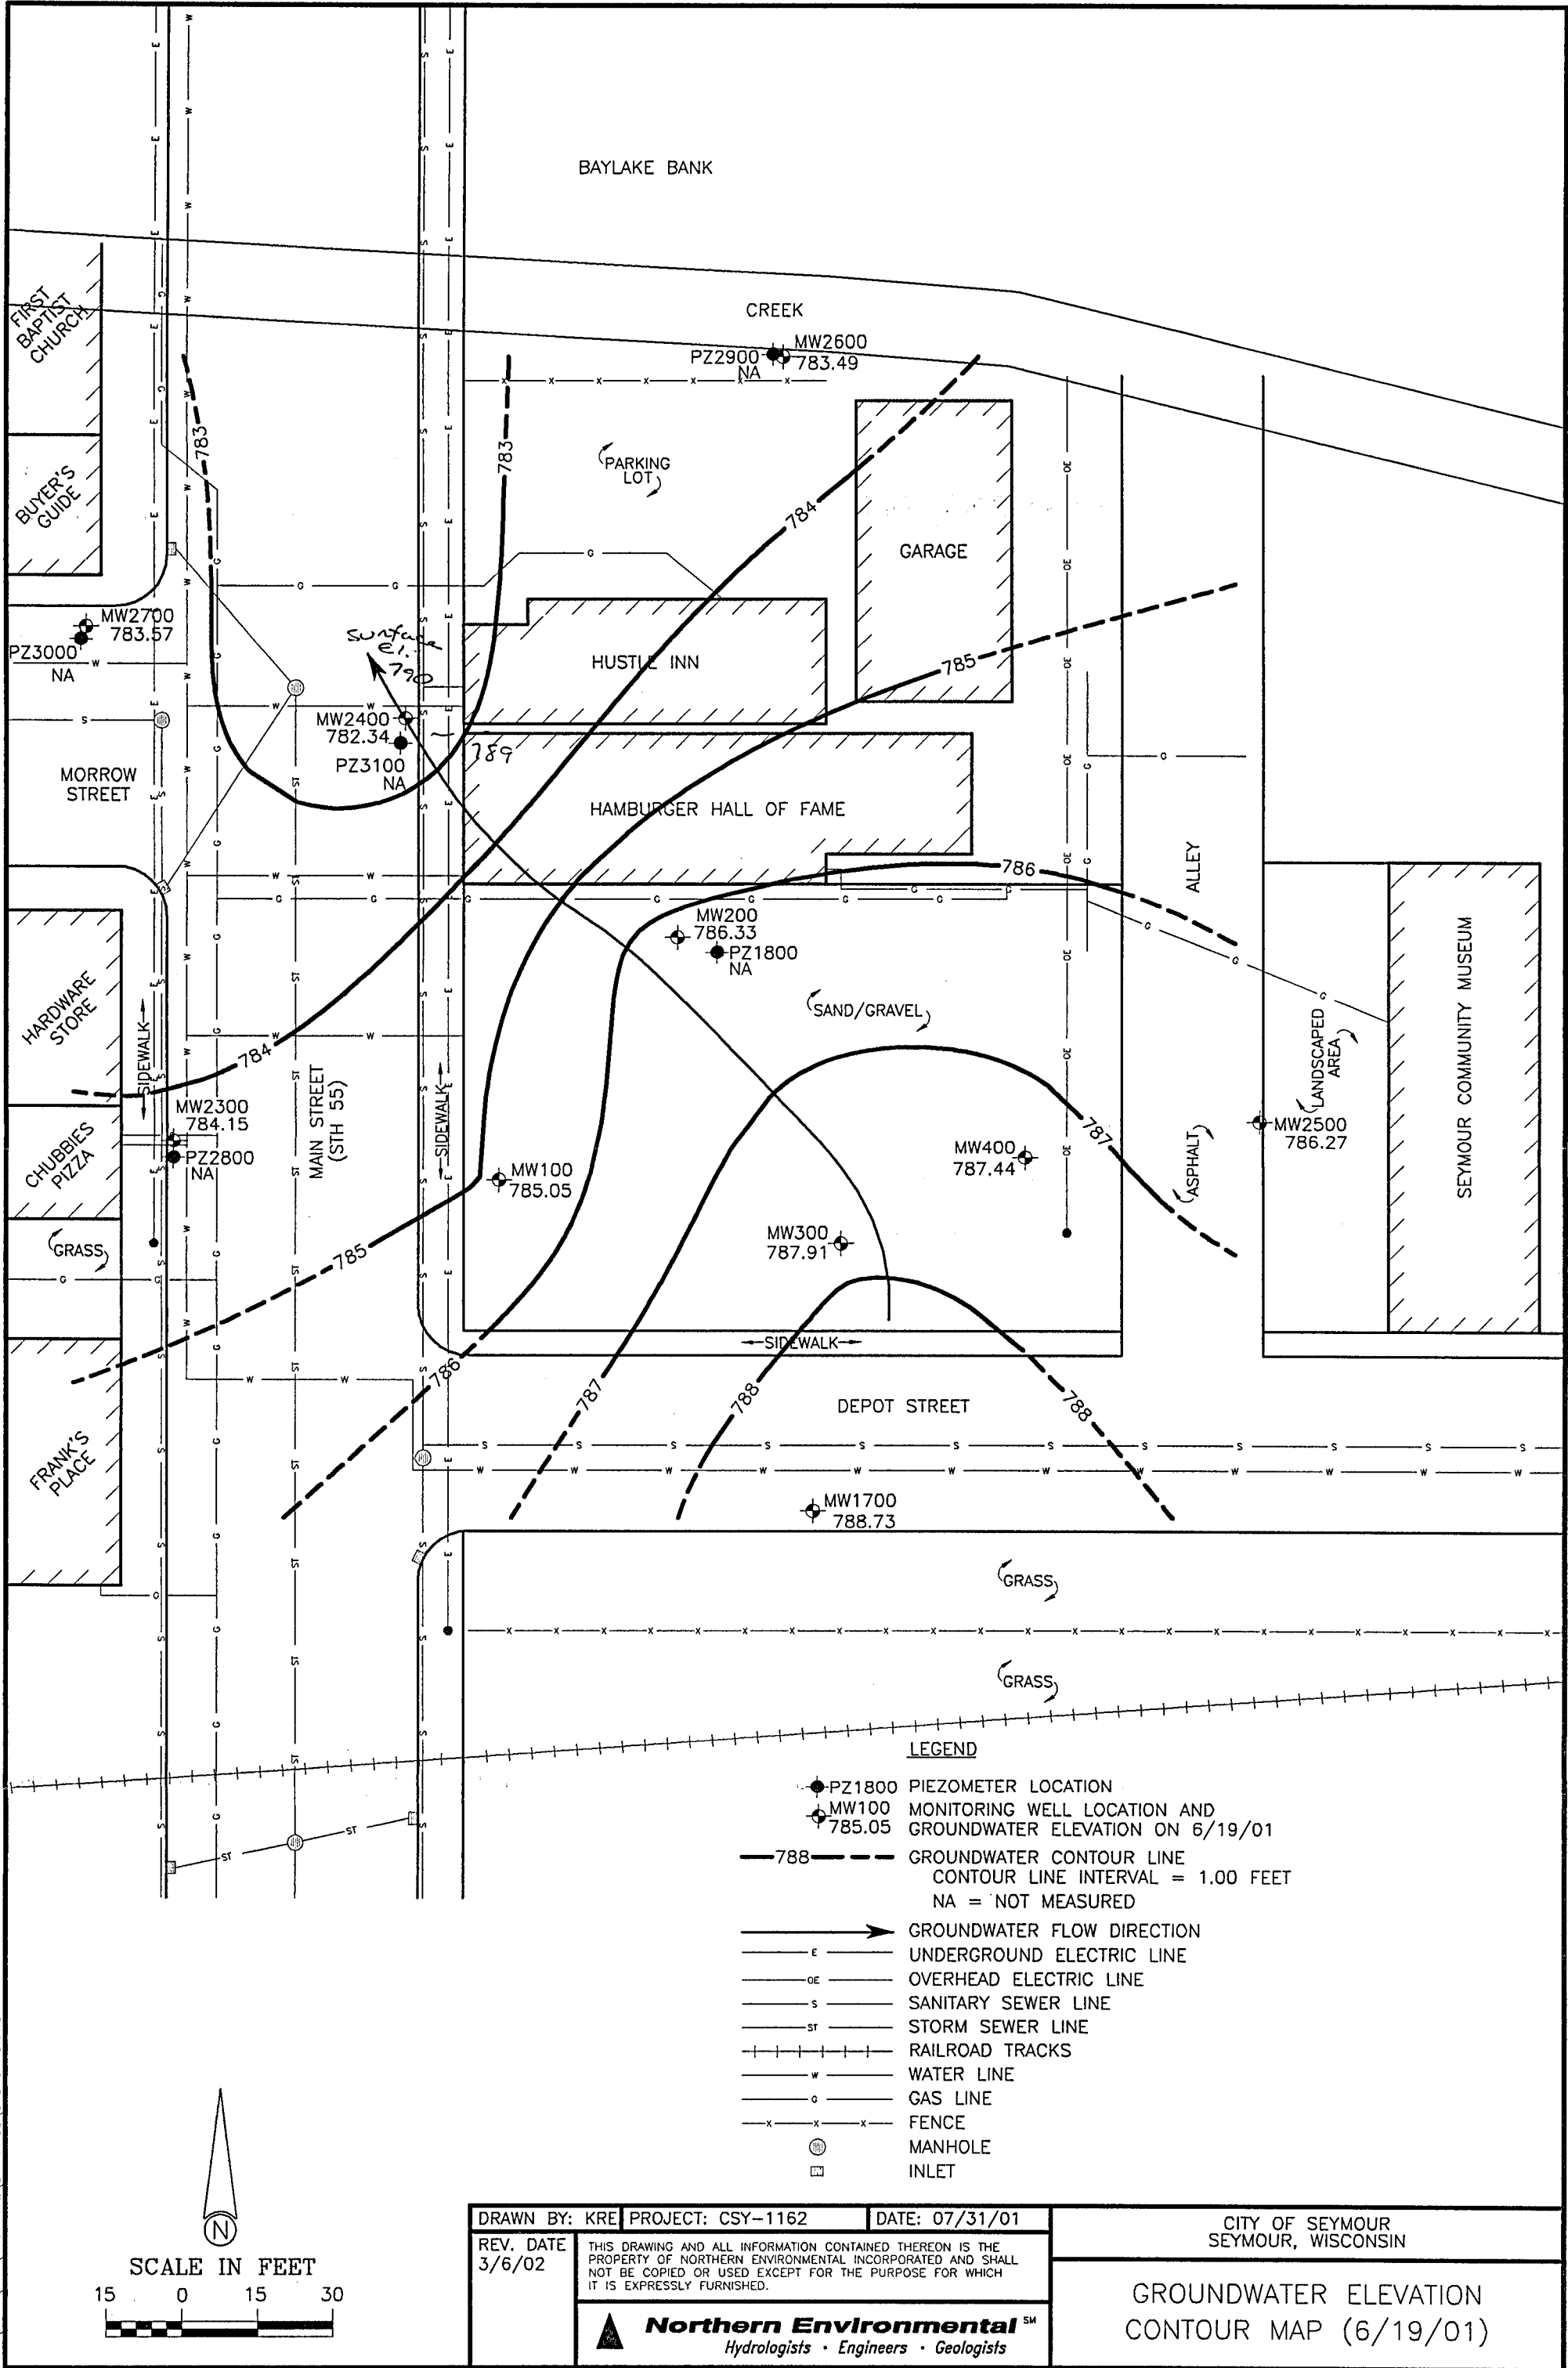 BAYLAKE BANK
FIRST
BAPTIST
CHURCH
CREEK
MW2600
783.49
PZ2900
NA
783
783
PARKING
LOT
BUYER'S
GUIDE
784
GARAGE
MW2700
783.57
PZ3000
NA
surface
el.
790
HUSTLE INN
785
MW2400
782.34
PZ3100
NA
789
MORROW
STREET
HAMBURGER HALL OF FAME
786
ALLEY
MW200
786.33
PZ1800
NA
HARDWARE
STORE
SIDEWALK
SAND/GRAVEL
784
MAIN STREET
(STH 55)
SIDEWALK
LANDSCAPED
AREA
SEYMOUR COMMUNITY MUSEUM
MW2300
784.15
PZ2800
NA
CHUBBIES
PIZZA
MW100
785.05
MW400
787.44
787
ASPHALT
MW2500
786.27
GRASS
785
MW300
787.91
SIDEWALK
786
787
788
788
DEPOT STREET
FRANK'S
PLACE
MW1700
788.73
GRASS
GRASS
LEGEND
PZ1800 PIEZOMETER LOCATION
MW100 MONITORING WELL LOCATION AND
785.05 GROUNDWATER ELEVATION ON 6/19/01
788 GROUNDWATER CONTOUR LINE
CONTOUR LINE INTERVAL = 1.00 FEET
NA = NOT MEASURED
GROUNDWATER FLOW DIRECTION
E UNDERGROUND ELECTRIC LINE
OE OVERHEAD ELECTRIC LINE
S SANITARY SEWER LINE
ST STORM SEWER LINE
RAILROAD TRACKS
W WATER LINE
G GAS LINE
X X X FENCE
MANHOLE
INLET
N
SCALE IN FEET
15 0 15 30
DRAWN BY: KRE PROJECT: CSY-1162 DATE: 07/31/01
REV. DATE
3/6/02
THIS DRAWING AND ALL INFORMATION CONTAINED THEREON IS THE
PROPERTY OF NORTHERN ENVIRONMENTAL INCORPORATED AND SHALL
NOT BE COPIED OR USED EXCEPT FOR THE PURPOSE FOR WHICH
IT IS EXPRESSLY FURNISHED.
Northern Environmental SM
Hydrologists · Engineers · Geologists
CITY OF SEYMOUR
SEYMOUR, WISCONSIN
GROUNDWATER ELEVATION
CONTOUR MAP (6/19/01)